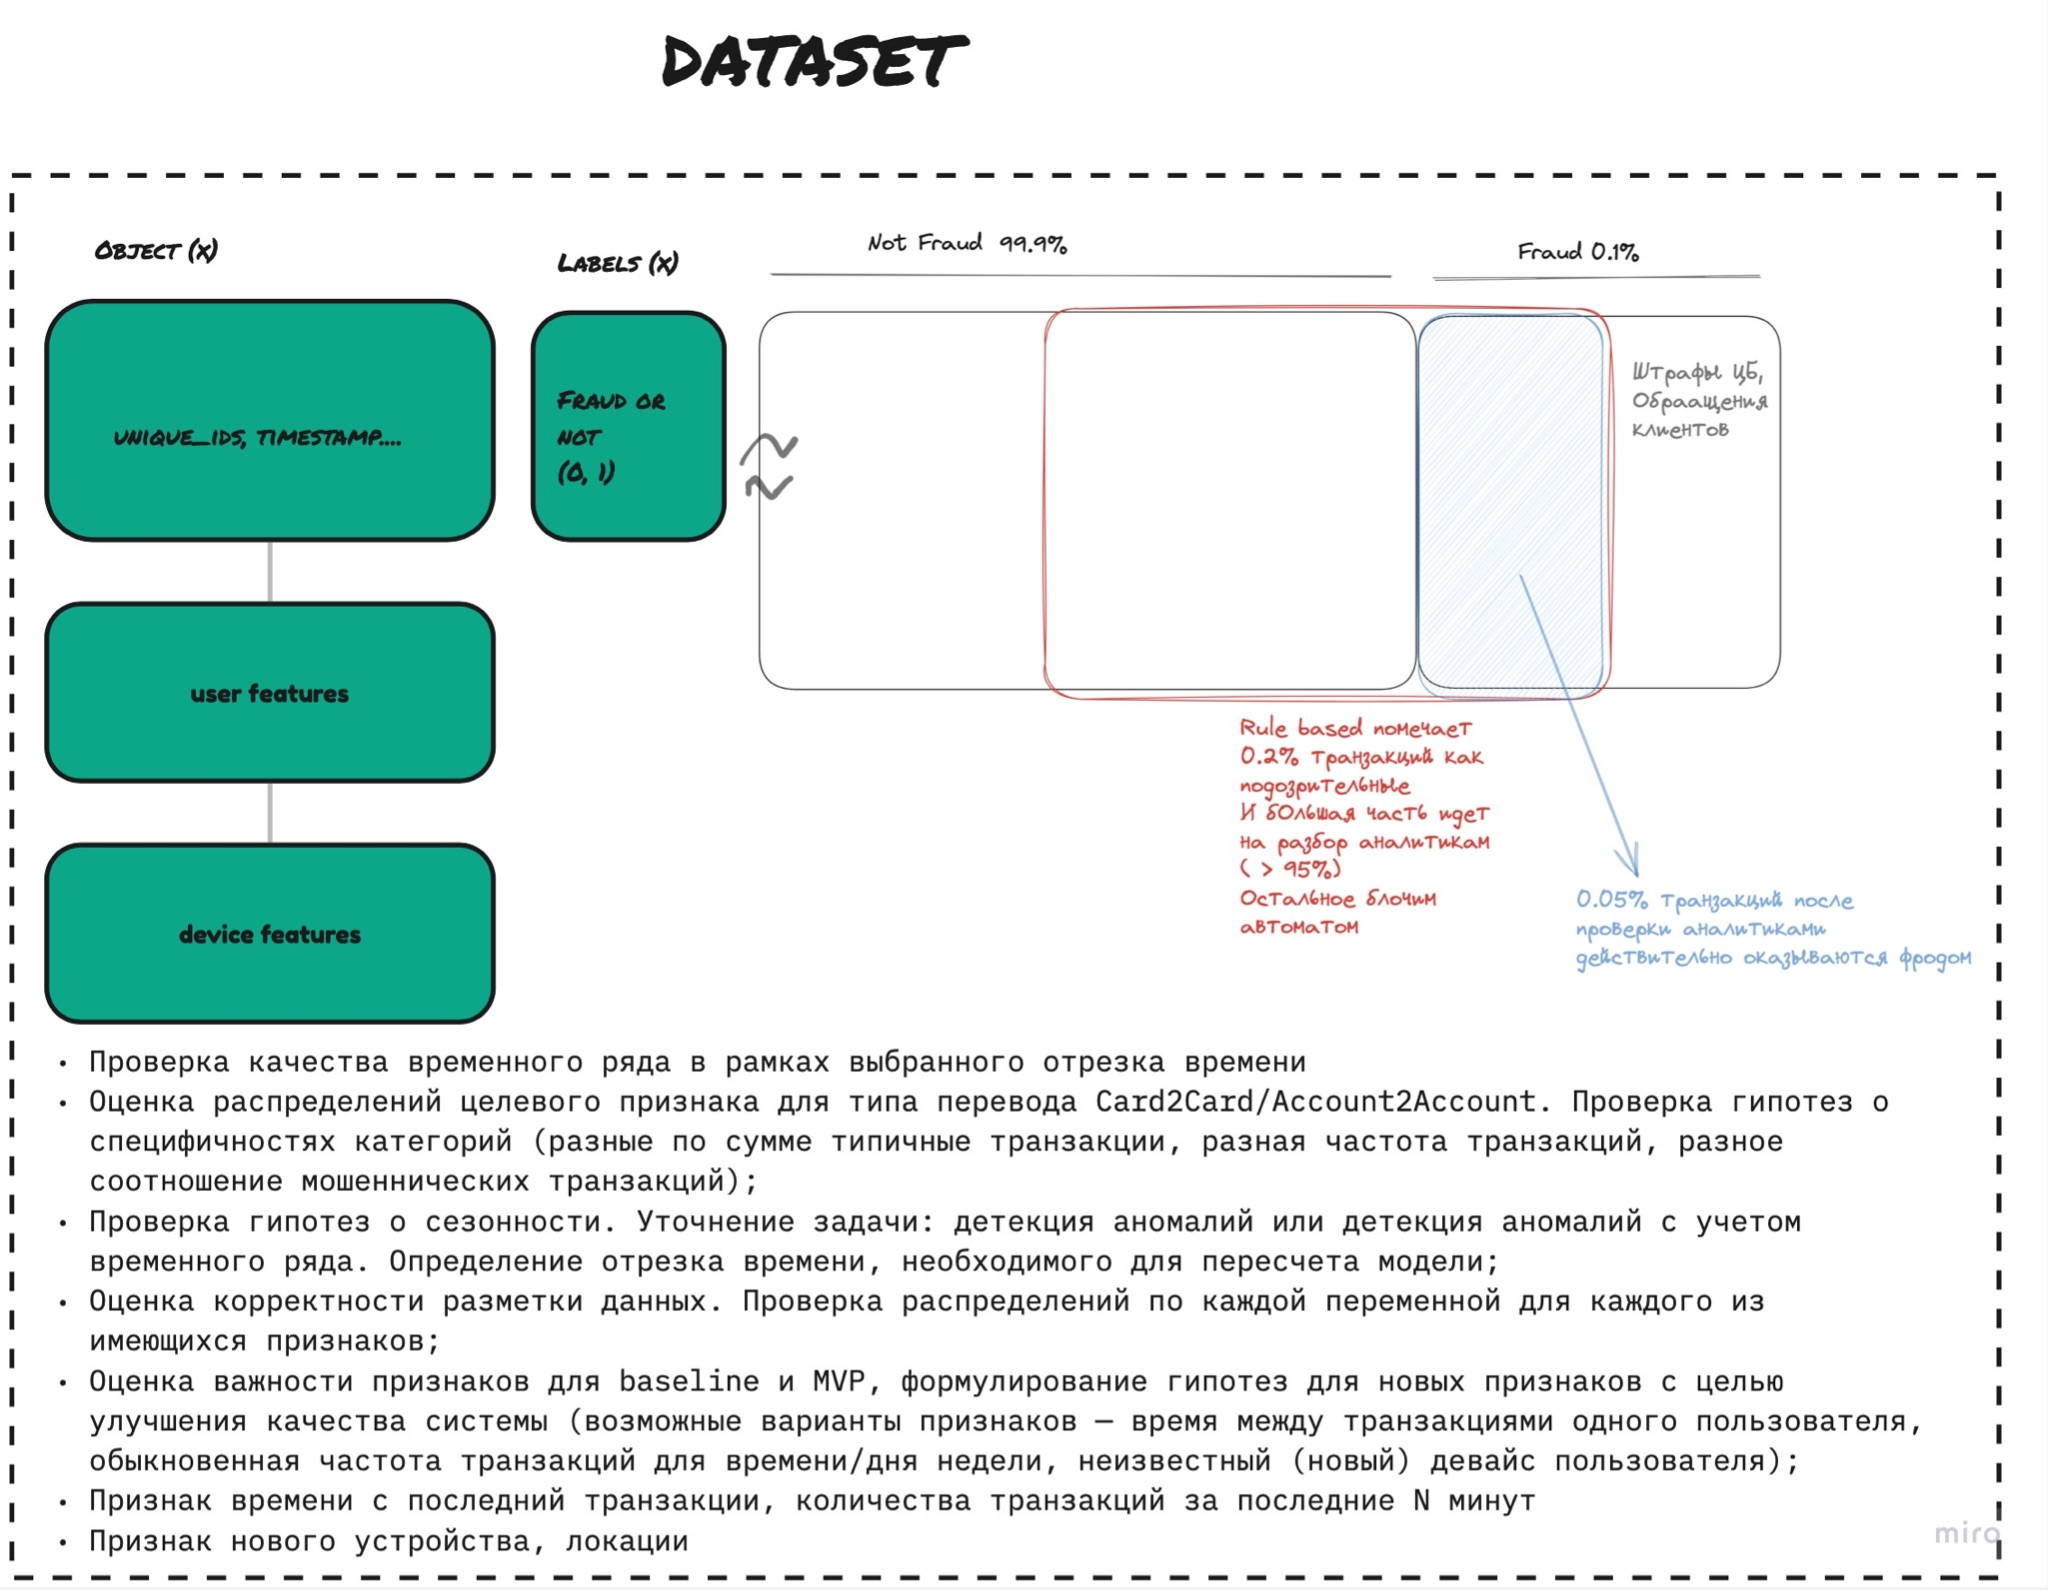 DATASET
OBJECT (X)
LABELS (X)
Not Fraud 99.9%
Fraud 0.1%
UNIQUE_IDS, TIMESTAMP....
FRAUD OR
NOT
(0, 1)
Штрафы ЦБ,
Обраащения
клиентов
user features
device features
Rule based помечает
0.2% транзакций как
подозрительные
И бОльшая часть идет
на разбор аналитикам
( > 95%)
Остальное блочим
автоматом
0.05% транзакций после
проверки аналитиками
действительно оказываются фродом
• Проверка качества временного ряда в рамках выбранного отрезка времени
• Оценка распределений целевого признака для типа перевода Card2Card/Account2Account. Проверка гипотез о
специфичностях категорий (разные по сумме типичные транзакции, разная частота транзакций, разное
соотношение мошеннических транзакций);
• Проверка гипотез о сезонности. Уточнение задачи: детекция аномалий или детекция аномалий с учетом
временного ряда. Определение отрезка времени, необходимого для пересчета модели;
• Оценка корректности разметки данных. Проверка распределений по каждой переменной для каждого из
имеющихся признаков;
• Оценка важности признаков для baseline и MVP, формулирование гипотез для новых признаков с целью
улучшения качества системы (возможные варианты признаков — время между транзакциями одного пользователя,
обыкновенная частота транзакций для времени/дня недели, неизвестный (новый) девайс пользователя);
• Признак времени с последний транзакции, количества транзакций за последние N минут
• Признак нового устройства, локации
miro